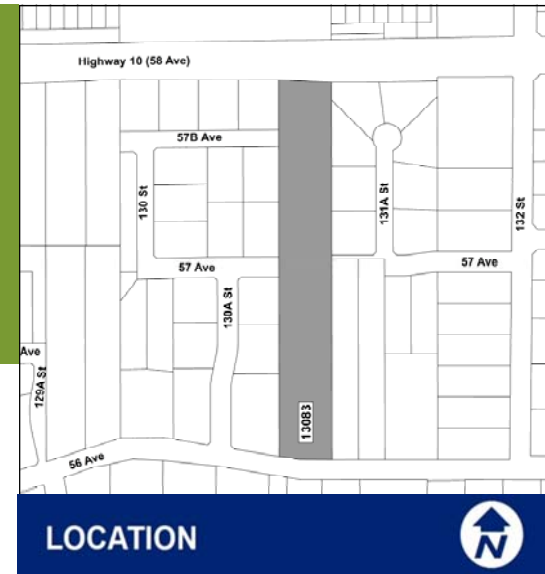 Highway 10 (58 Ave)
57B Ave
130 St
131A St
132 St
57 Ave
57 Ave
130A St
Ave
129A St
13083
56 Ave
LOCATION
N